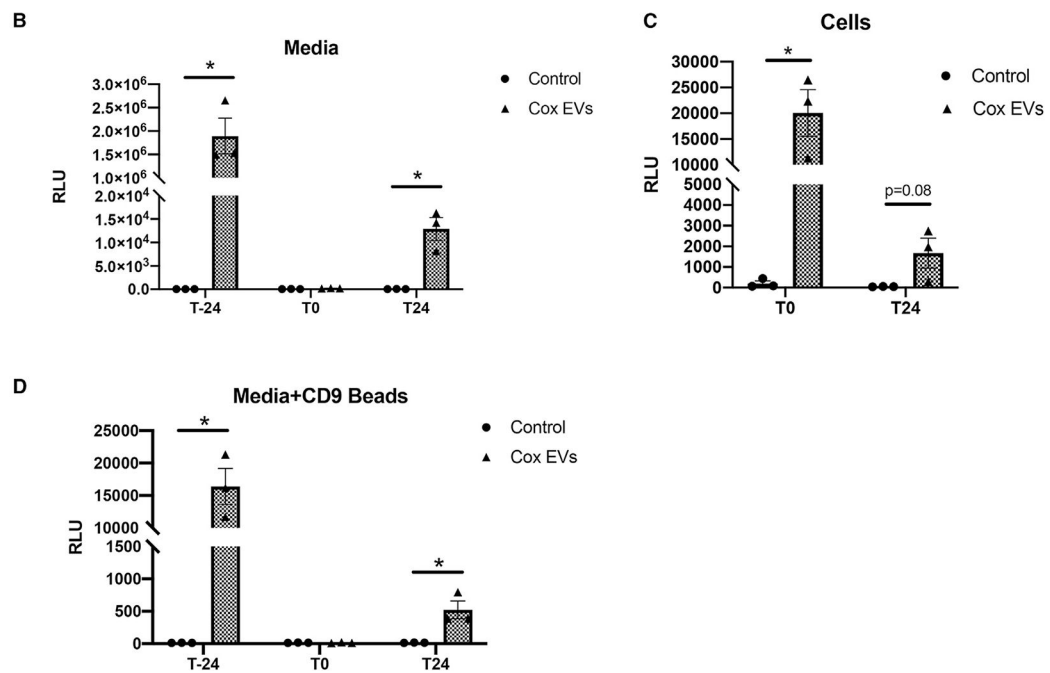 B
Media
*
*
3.0×10⁶
2.5×10⁶
2.0×10⁶
1.5×10⁶
1.0×10⁶
2.0×10⁴
1.5×10⁴
1.0×10⁴
5.0×10³
0.0
RLU
T-24
T0
T24
Control
Cox EVs
C
Cells
*
p=0.08
30000
25000
20000
15000
10000
5000
4000
3000
2000
1000
0
RLU
T0
T24
Control
Cox EVs
D
Media+CD9 Beads
*
*
25000
20000
15000
10000
1500
1000
500
0
RLU
T-24
T0
T24
Control
Cox EVs